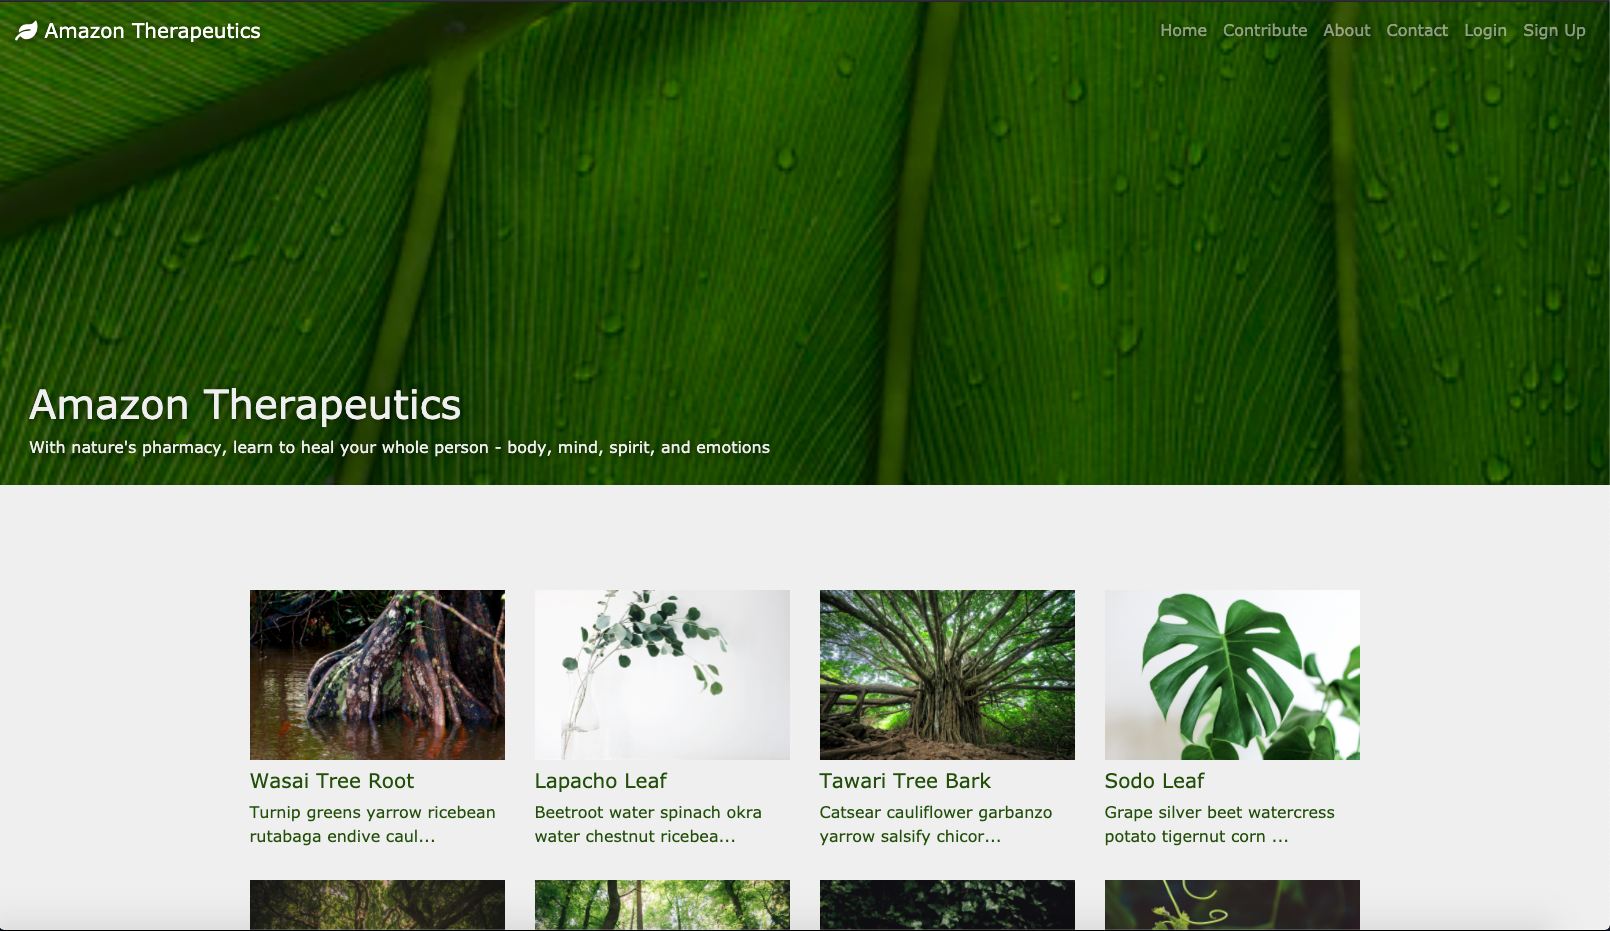 Amazon Therapeutics
Home Contribute About Contact Login Sign Up
Amazon Therapeutics
With nature's pharmacy, learn to heal your whole person - body, mind, spirit, and emotions
Wasai Tree Root
Turnip greens yarrow ricebean
rutabaga endive caul...
Lapacho Leaf
Beetroot water spinach okra
water chestnut ricebea...
Tawari Tree Bark
Catsear cauliflower garbanzo
yarrow salsify chicor...
Sodo Leaf
Grape silver beet watercress
potato tigernut corn ...